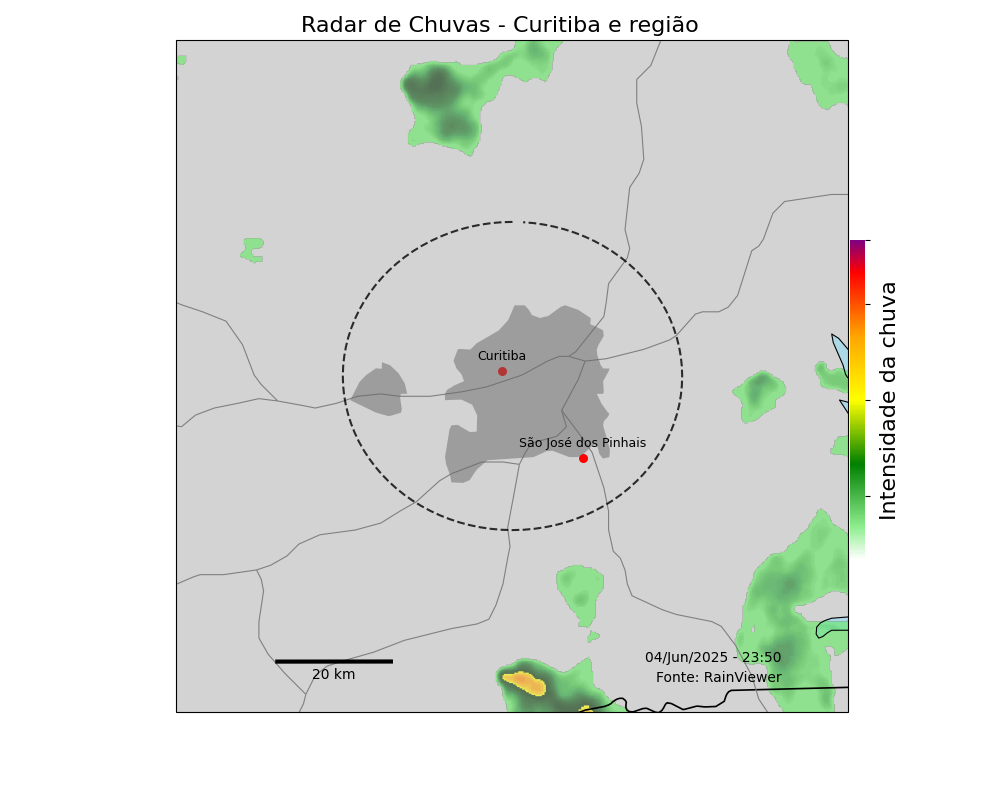 Radar de Chuvas - Curitiba e região
Curitiba
São José dos Pinhais
Intensidade da chuva
04/Jun/2025 - 23:50
Fonte: RainViewer
20 km